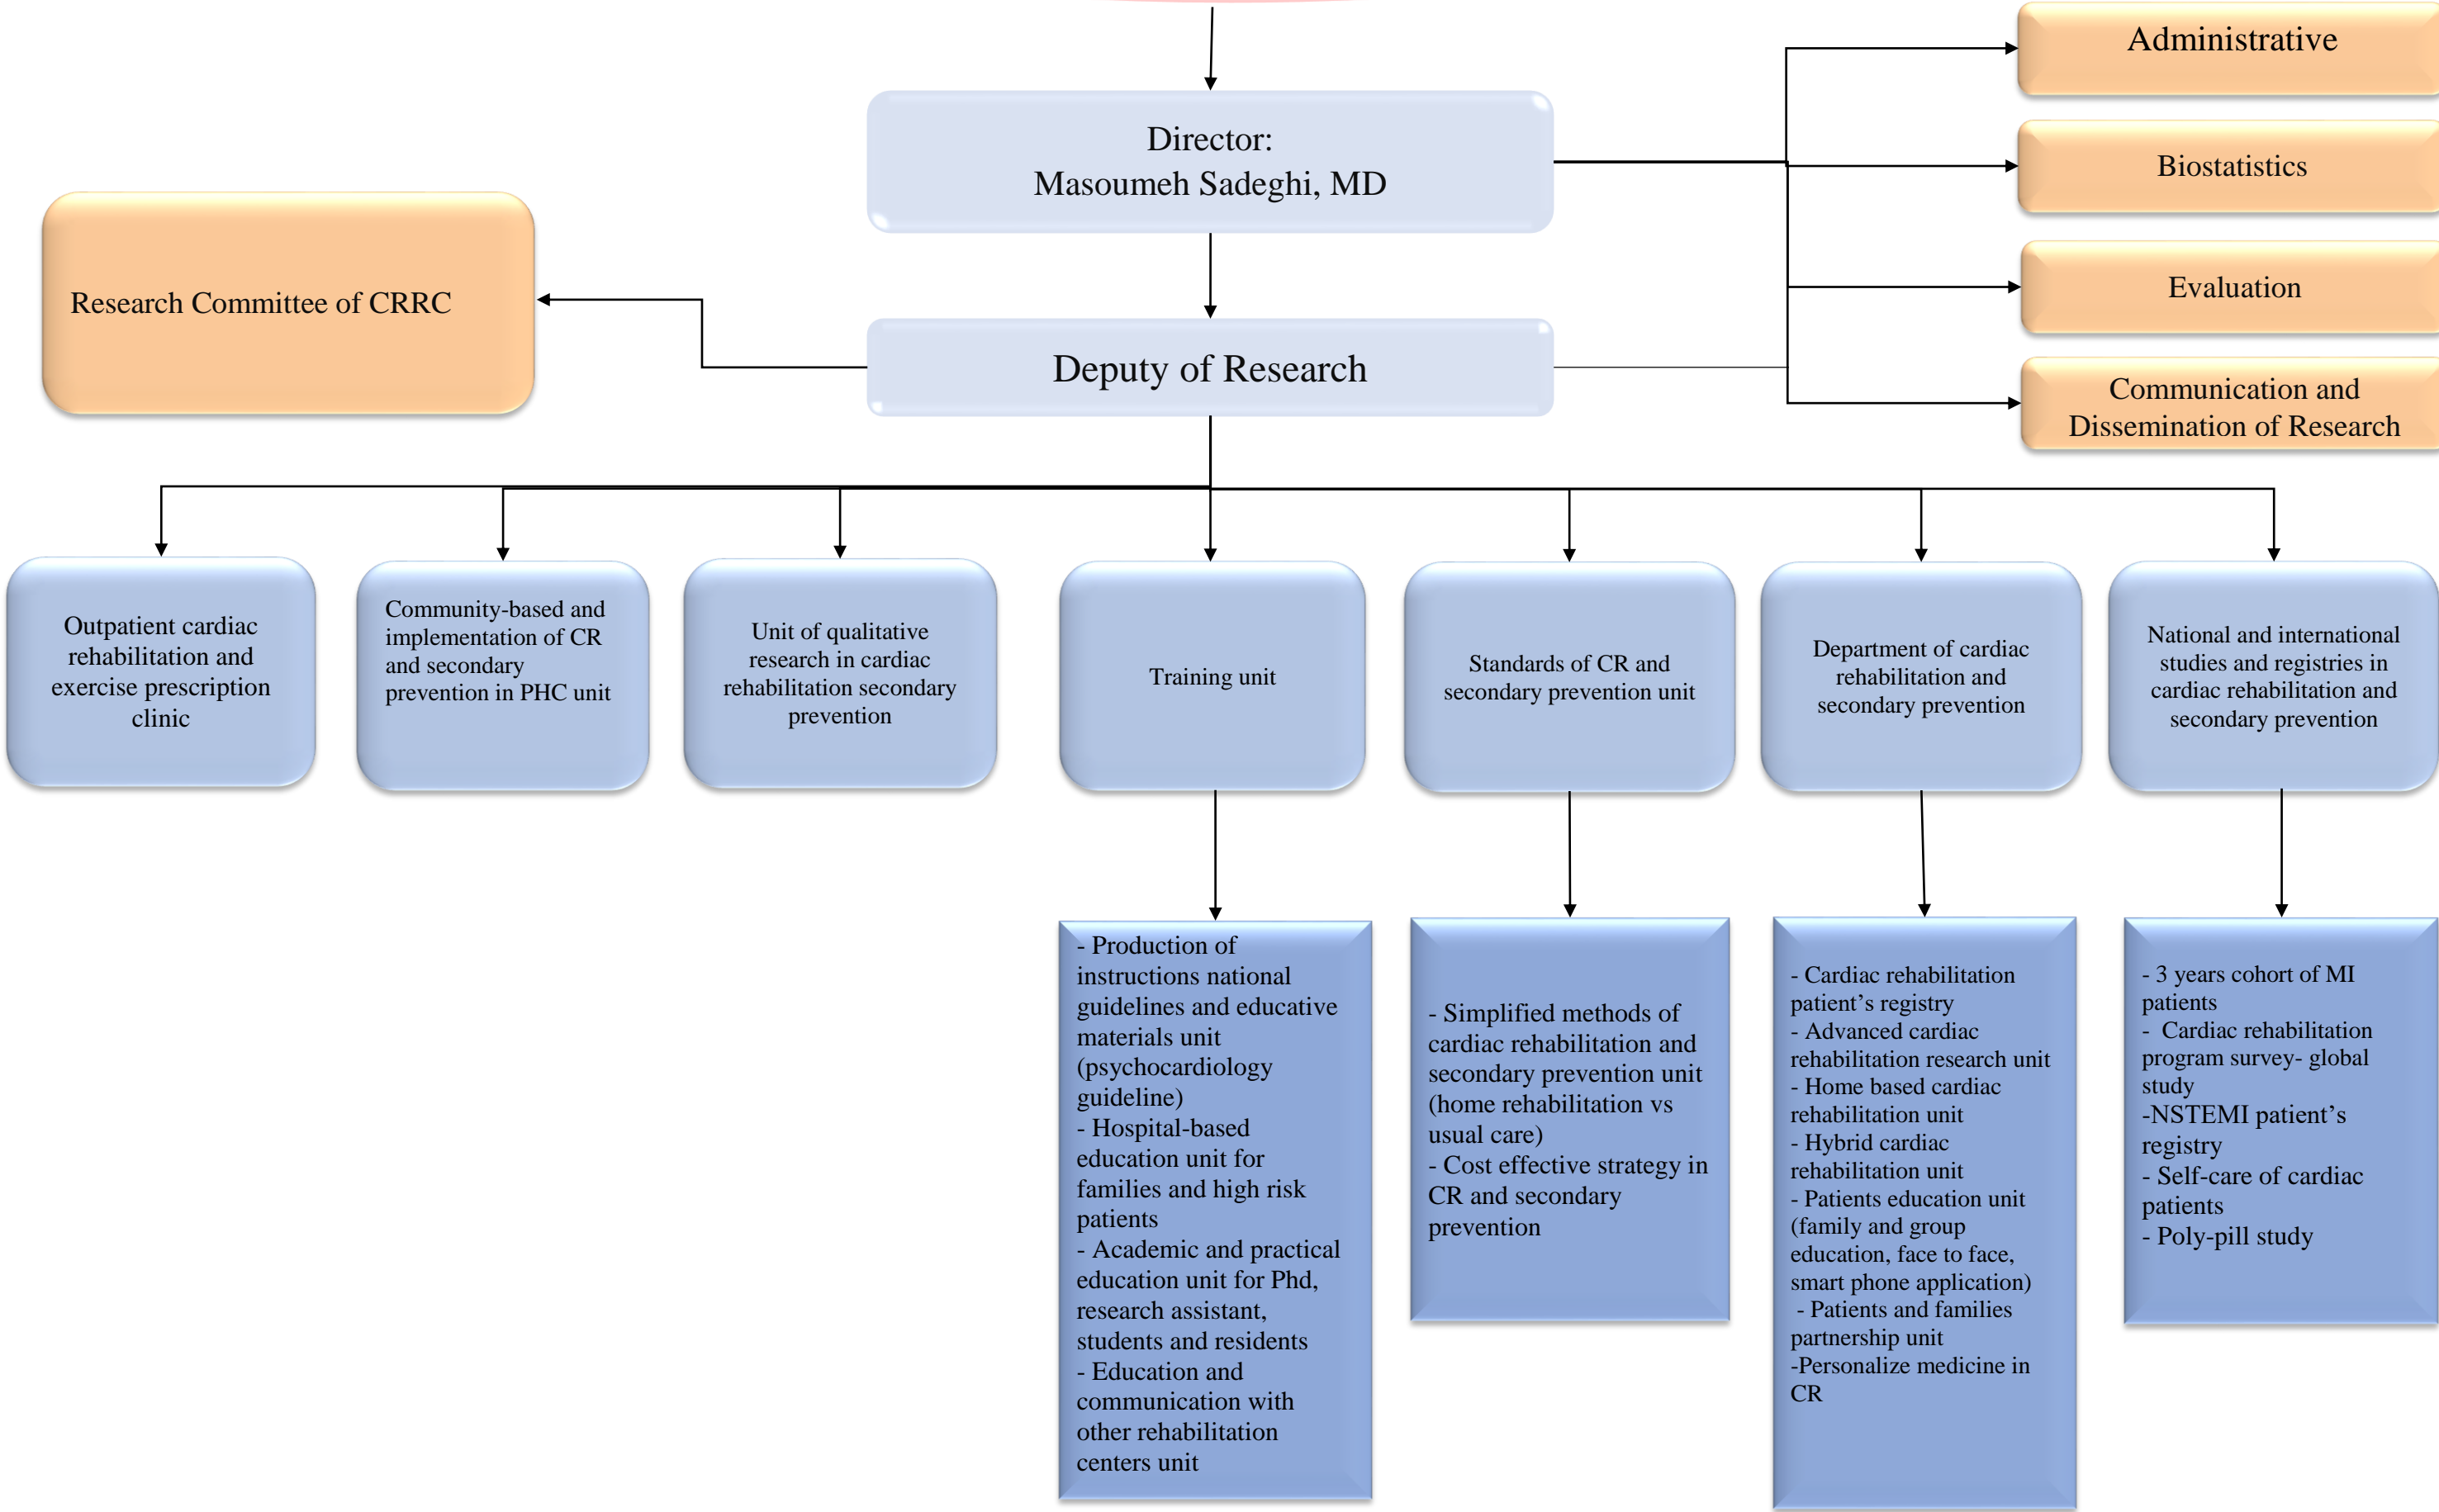 Administrative
Director:
Masoumeh Sadeghi, MD
Biostatistics
Research Committee of CRRC
Evaluation
Deputy of Research
Communication and
Dissemination of Research
Outpatient cardiac
rehabilitation and
exercise prescription
clinic
Community-based and
implementation of CR
and secondary
prevention in PHC unit
Unit of qualitative
research in cardiac
rehabilitation secondary
prevention
Training unit
Standards of CR and
secondary prevention unit
Department of cardiac
rehabilitation and
secondary prevention
National and international
studies and registries in
cardiac rehabilitation and
secondary prevention
- Production of
instructions national
guidelines and educative
materials unit
(psychocardiology
guideline)
- Hospital-based
education unit for
families and high risk
patients
- Academic and practical
education unit for Phd,
research assistant,
students and residents
- Education and
communication with
other rehabilitation
centers unit
- Simplified methods of
cardiac rehabilitation and
secondary prevention unit
(home rehabilitation vs
usual care)
- Cost effective strategy in
CR and secondary
prevention
- Cardiac rehabilitation
patient’s registry
- Advanced cardiac
rehabilitation research unit
- Home based cardiac
rehabilitation unit
- Hybrid cardiac
rehabilitation unit
- Patients education unit
(family and group
education, face to face,
smart phone application)
- Patients and families
partnership unit
-Personalize medicine in
CR
- 3 years cohort of MI
patients
- Cardiac rehabilitation
program survey- global
study
-NSTEMI patient’s
registry
- Self-care of cardiac
patients
- Poly-pill study